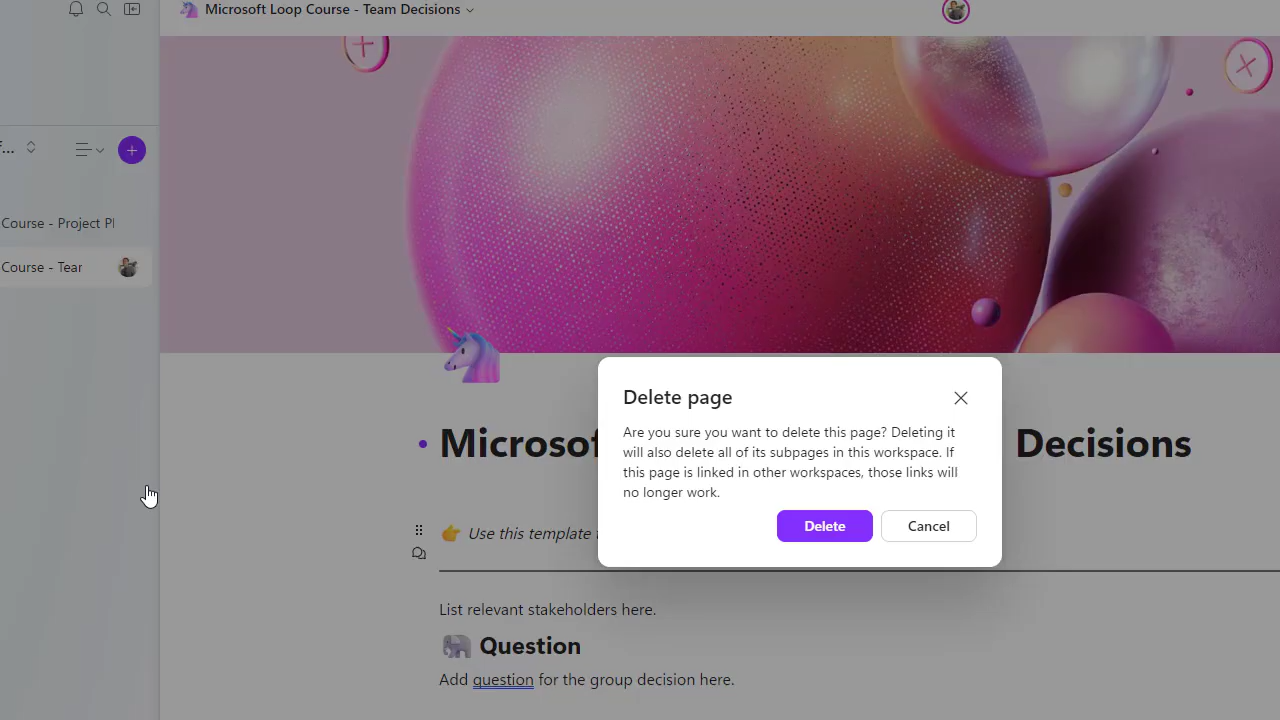 Microsoft Loop Course - Team Decisions
f...
Course - Project Pl
Course - Tear
Delete page
Are you sure you want to delete this page? Deleting it
will also delete all of its subpages in this workspace. If
this page is linked in other workspaces, those links will
no longer work.
Delete
Cancel
Microsof
Decisions
Use this template
List relevant stakeholders here.
Question
Add question for the group decision here.